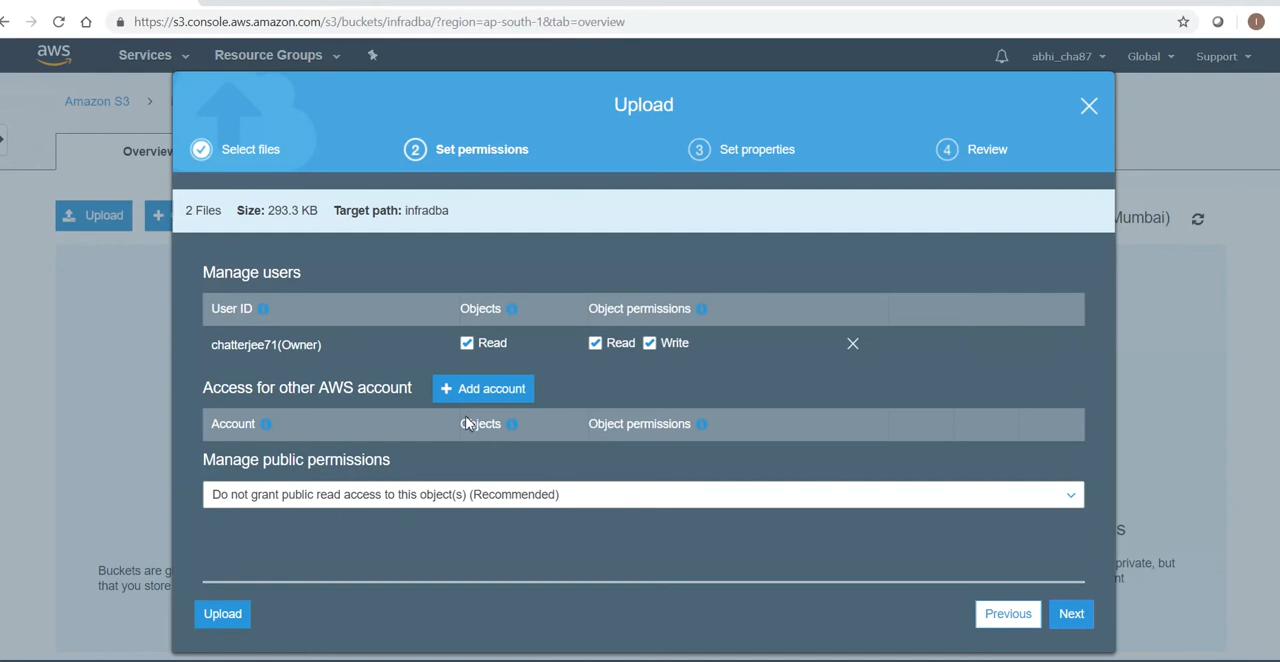 https://s3.console.aws.amazon.com/s3/buckets/infradba/?region=ap-south-1&tab=overview
I
aws Services Resource Groups abhi_cha87 Global Support
Amazon S3
Upload
Select files 2 Set permissions 3 Set properties 4 Review
Overview
2 Files Size: 293.3 KB Target path: infradba
Upload
Mumbai)
Manage users
User ID Objects Object permissions
chatterjee71(Owner) Read Read Write
Access for other AWS account + Add account
Account Objects Object permissions
Manage public permissions
Do not grant public read access to this object(s) (Recommended)
Buckets are g
that you store
private, but
Upload Previous Next